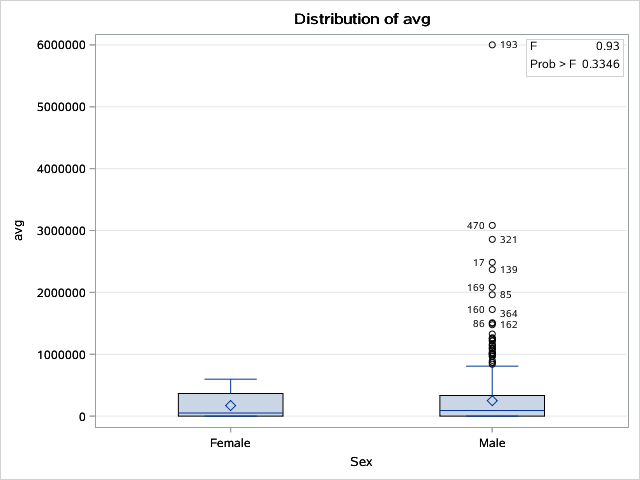 Distribution of avg
6000000
193
F 0.93
Prob > F 0.3346
5000000
4000000
3000000
470
321
17
139
169
85
2000000
160
364
86
162
1000000
0
avg
Female
Male
Sex